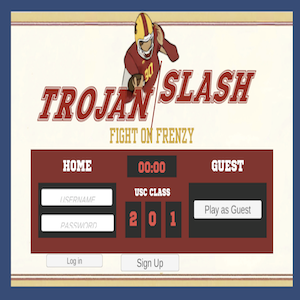 TROJAN SLASH
FIGHT ON FRENZY
HOME
00:00
GUEST
USERNAME
USC CLASS
2 0 1
Play as Guest
PASSWORD
Log in
Sign Up